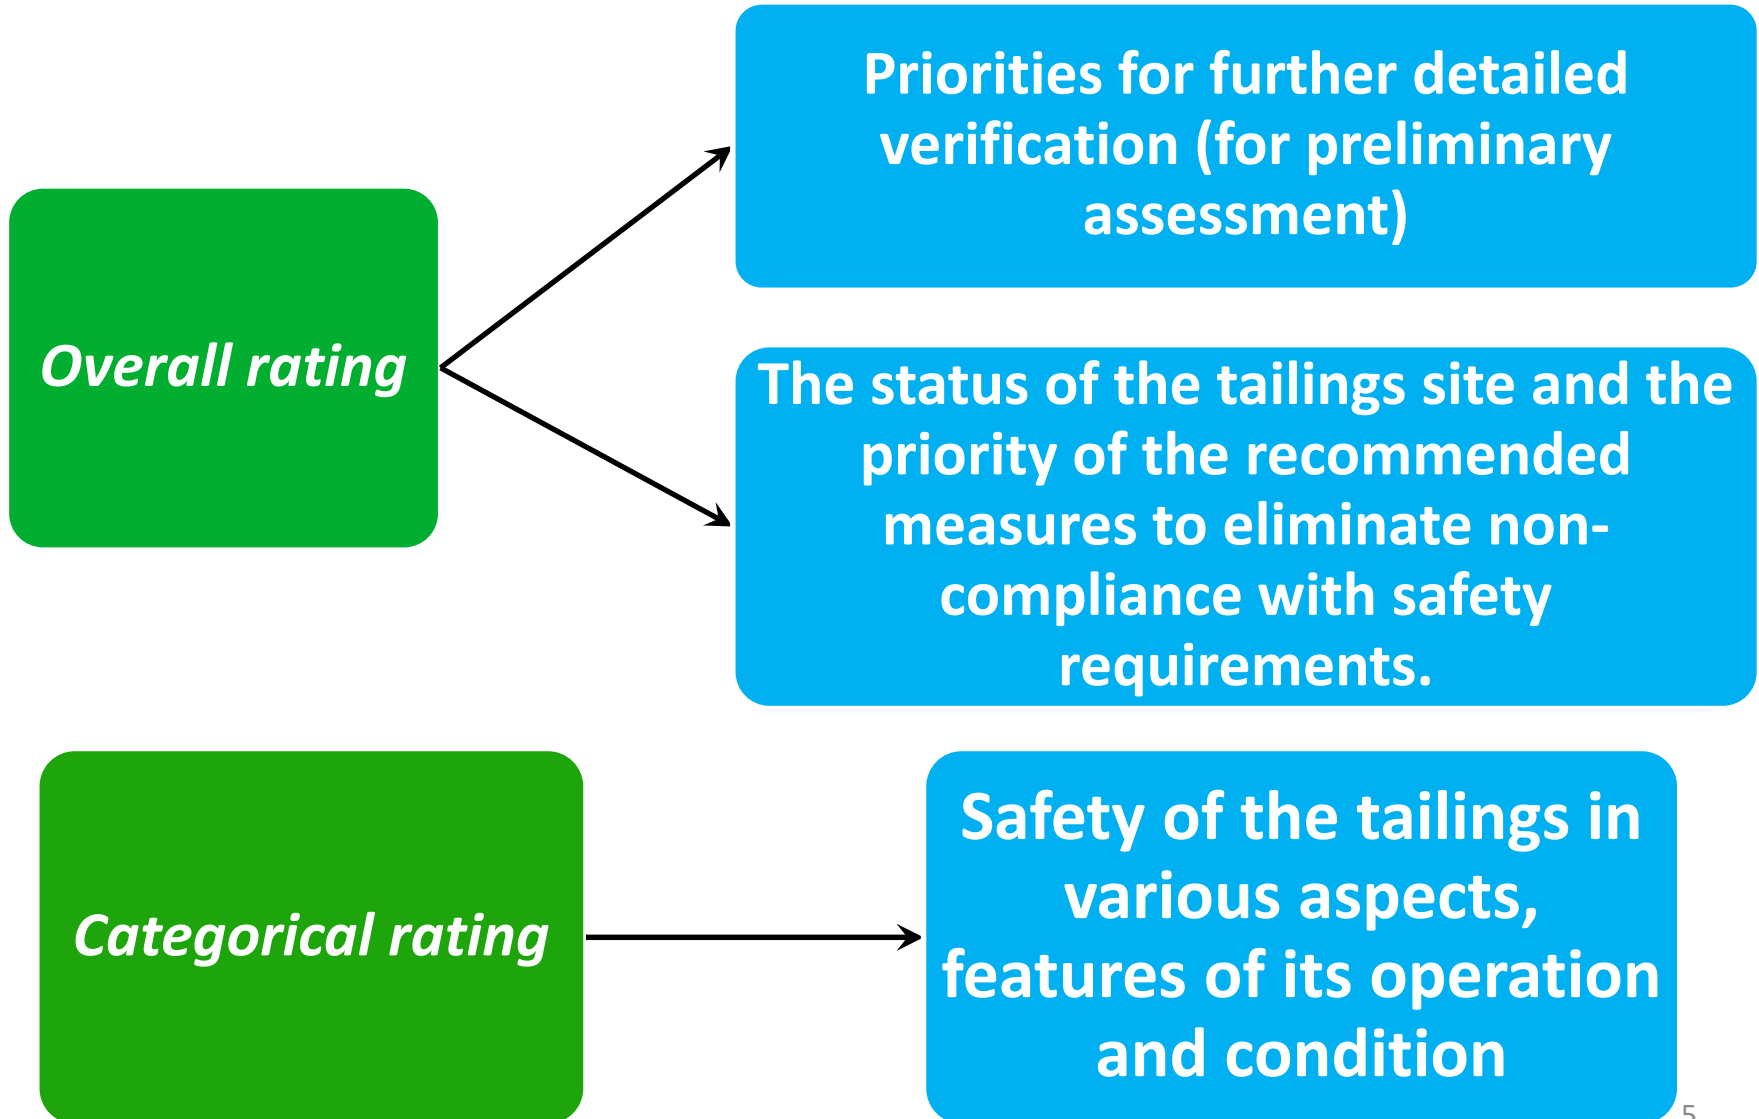 Priorities for further detailed
verification (for preliminary
assessment)
Overall rating
The status of the tailings site and the
priority of the recommended
measures to eliminate non-
compliance with safety
requirements.
Categorical rating
Safety of the tailings in
various aspects,
features of its operation
and condition
5